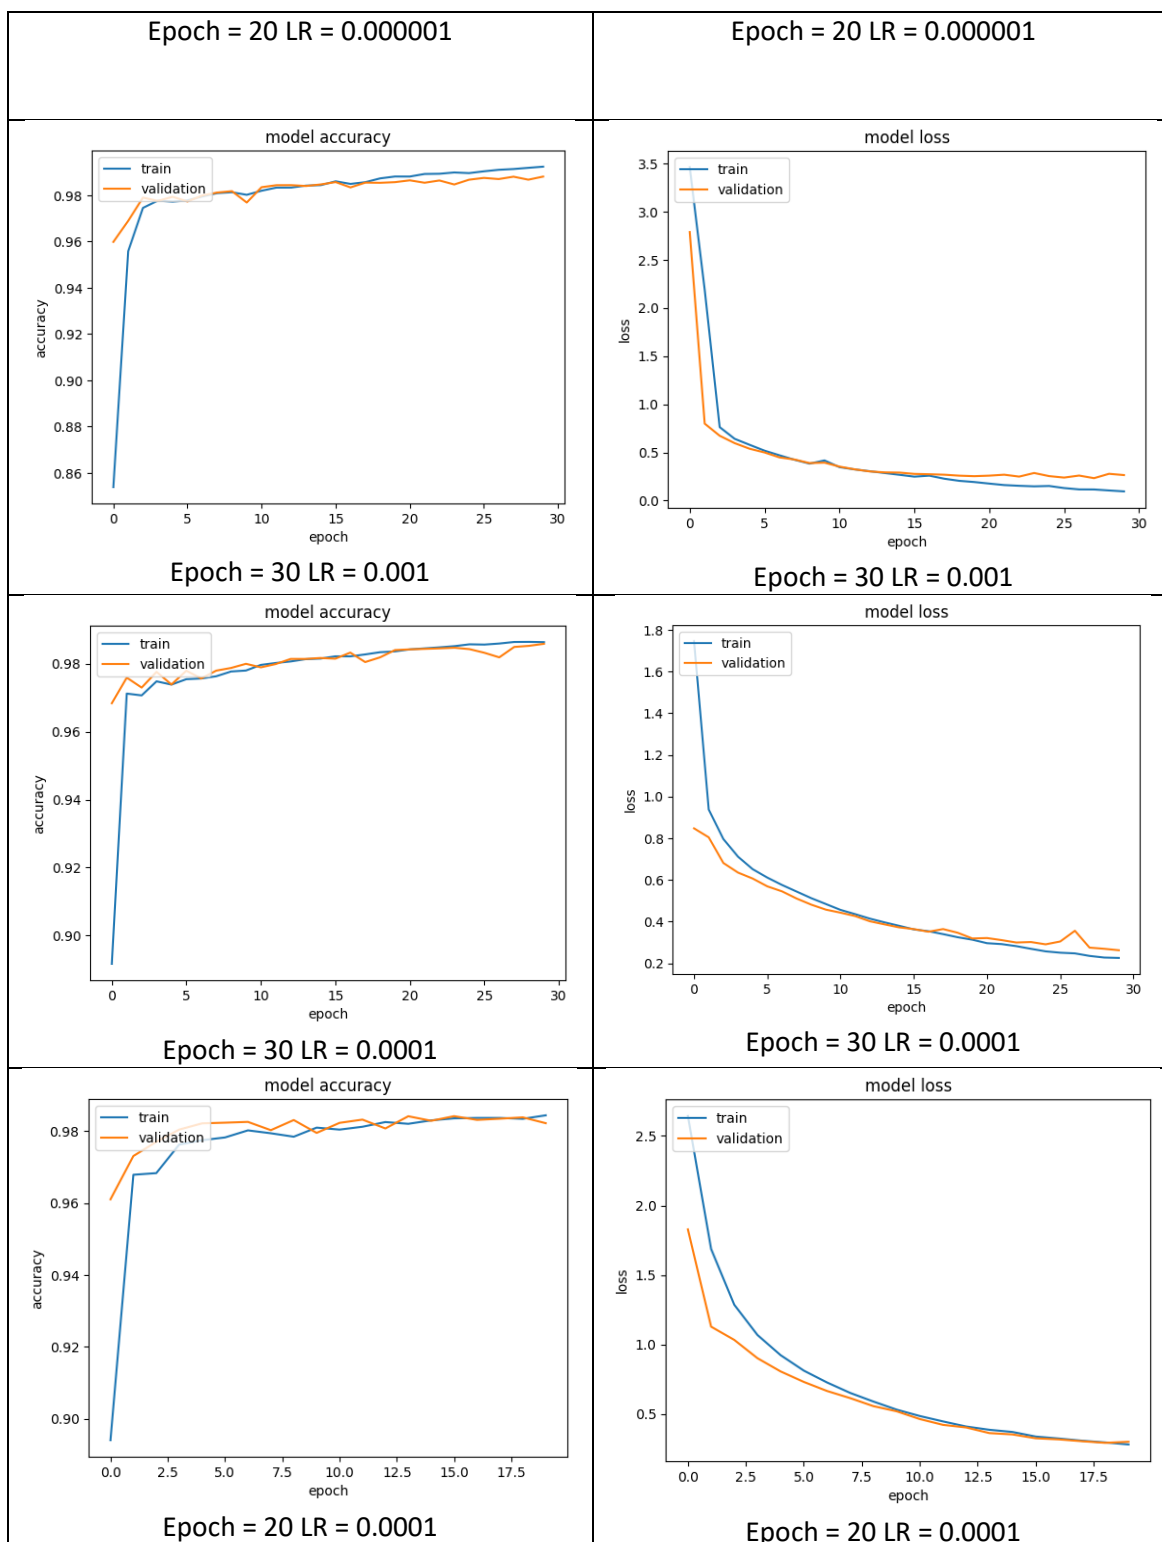 Epoch = 20 LR = 0.000001
Epoch = 20 LR = 0.000001
model accuracy
train
validation
0.98
0.96
0.94
0.92
0.90
0.88
0.86
accuracy
0 5 10 15 20 25 30
epoch
Epoch = 30 LR = 0.001
model loss
train
validation
3.5
3.0
2.5
2.0
1.5
1.0
0.5
0.0
loss
0 5 10 15 20 25 30
epoch
Epoch = 30 LR = 0.001
model accuracy
train
validation
0.98
0.96
0.94
0.92
0.90
accuracy
0 5 10 15 20 25 30
epoch
Epoch = 30 LR = 0.0001
model loss
train
validation
1.8
1.6
1.4
1.2
1.0
0.8
0.6
0.4
0.2
loss
0 5 10 15 20 25 30
epoch
Epoch = 30 LR = 0.0001
model accuracy
train
validation
0.98
0.96
0.94
0.92
0.90
accuracy
0.0 2.5 5.0 7.5 10.0 12.5 15.0 17.5
epoch
Epoch = 20 LR = 0.0001
model loss
train
validation
2.5
2.0
1.5
1.0
0.5
loss
0.0 2.5 5.0 7.5 10.0 12.5 15.0 17.5
epoch
Epoch = 20 LR = 0.0001